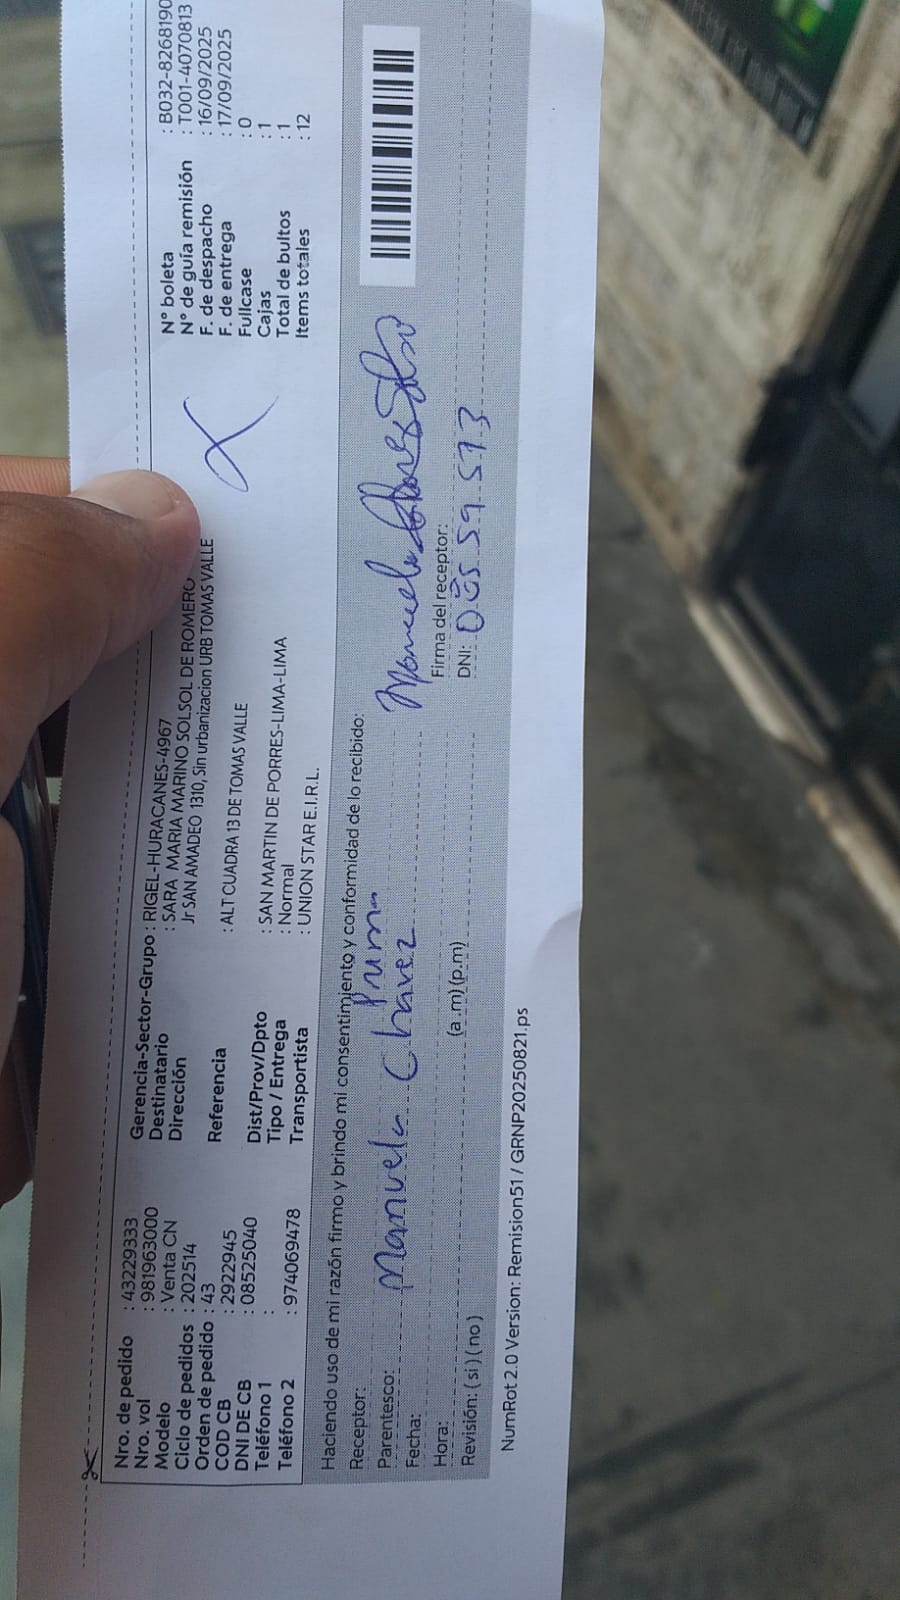 Nro. de pedido : 43229333
Nro. vol : 981963000
Modelo : Venta CN
Ciclo de pedidos : 202514
Orden de pedido : 43
COD CB : 2922945
DNI DE CB : 08525040
Teléfono 1 :
Teléfono 2 : 974069478
Gerencia-Sector-Grupo : RIGEL-HURACANES-4967
Destinatario : SARA MARIA MARINO SOLSOL DE ROMERO
Dirección Jr SAN AMADEO 1310, Sin urbanizacion URB TOMAS VALLE
Referencia : ALT CUADRA 13 DE TOMAS VALLE
Dist/Prov/Dpto : SAN MARTIN DE PORRES-LIMA-LIMA
Tipo / Entrega : Normal
Transportista : UNION STAR E.I.R.L.
N° boleta : B032-8268190
N° de guía remisión : T001-4070813
F. de despacho : 16/09/2025
F. de entrega : 17/09/2025
Fullcase : 0
Cajas : 1
Total de bultos : 1
Items totales : 12
Haciendo uso de mi razón firmo y brindo mi consentimiento y conformidad de lo recibido:
Receptor:
Parentesco: Manuela Chavez
Fecha:
Hora: (a.m) (p.m)
Revisión: ( si ) ( no )
Manuela
Firma del receptor:
DNI:
NumRot 2.0 Version: Remision51 / GRNP20250821.ps